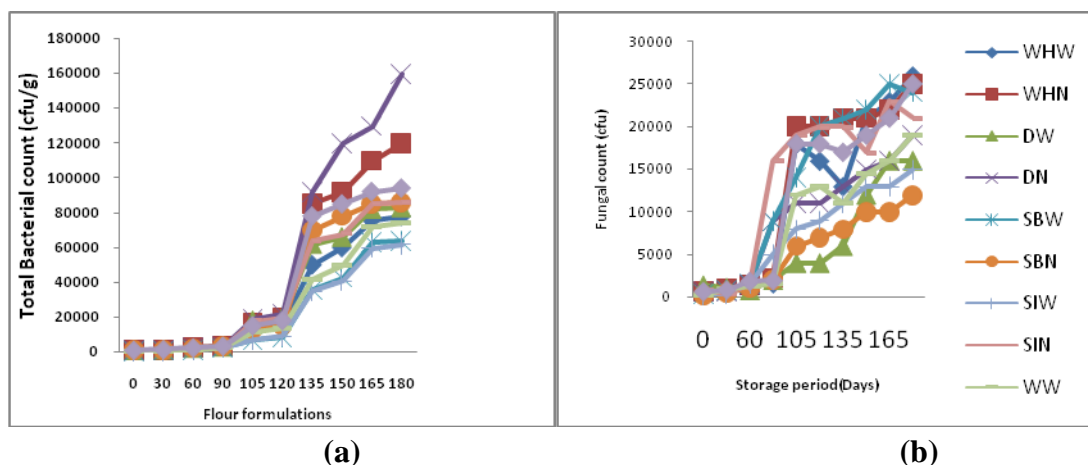 Total Bacterial count (cfu/g)
180000
160000
140000
120000
100000
80000
60000
40000
20000
0
0 30 60 90 105 120 135 150 165 180
Flour formulations
(a)
Fungal count (cfu)
30000
25000
20000
15000
10000
5000
0
0 60 105 135 165
Storage period(Days)
(b)
WHW
WHN
DW
DN
SBW
SBN
SIW
SIN
WW